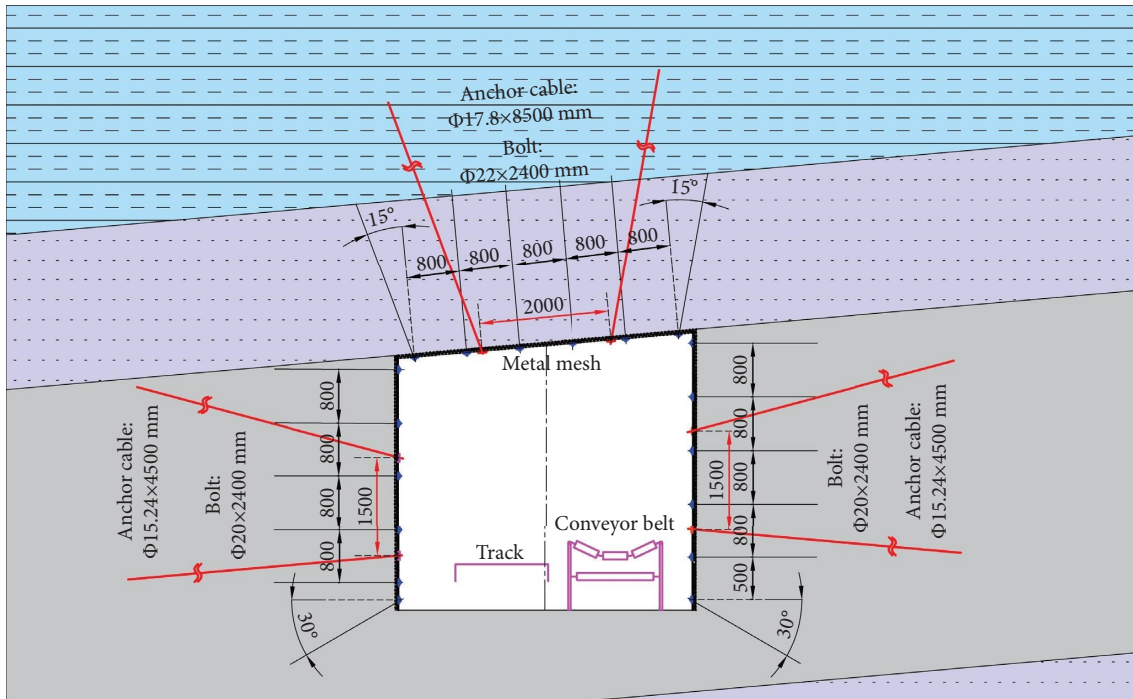 Anchor cable:
Φ17.8×8500 mm
Bolt:
Φ22×2400 mm
15°
15°
800
800
800
800
800
2000
Metal mesh
800
800
800
800
1500
Anchor cable:
Φ15.24×4500 mm
Bolt:
Φ20×2400 mm
30°
Track
Conveyor belt
800
800
800
800
500
1500
Bolt:
Φ20×2400 mm
Anchor cable:
Φ15.24×4500 mm
30°